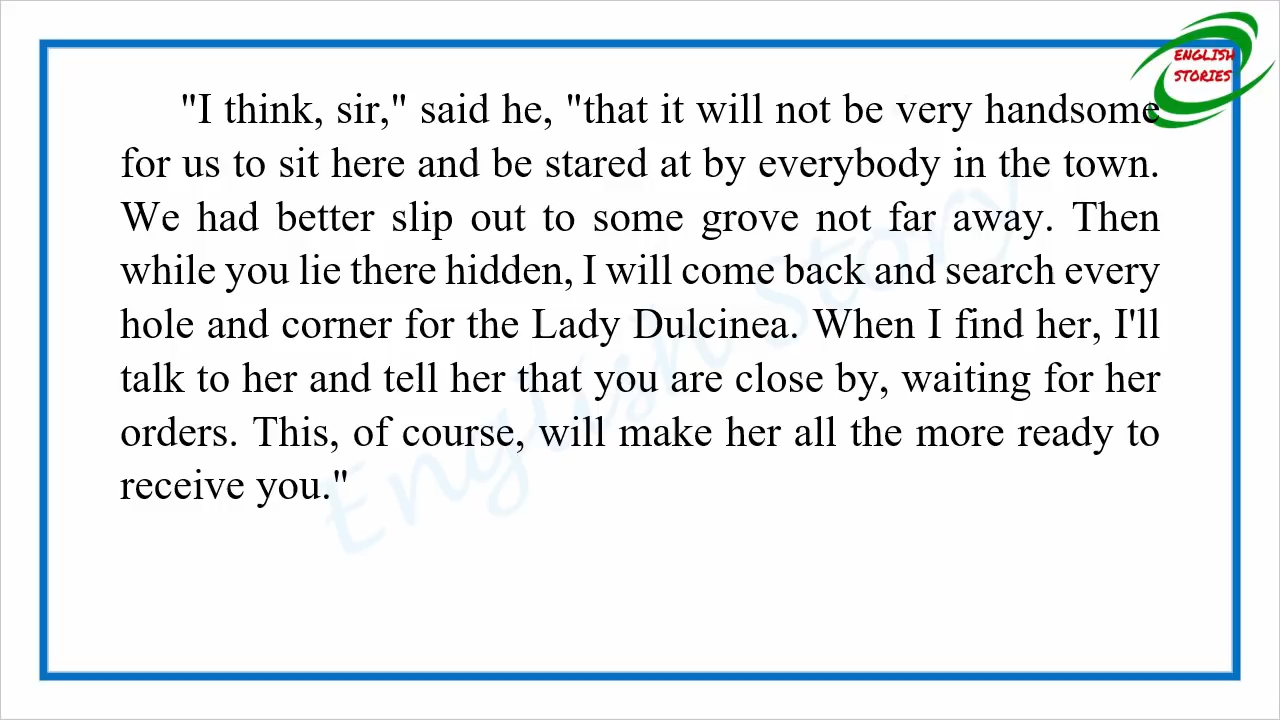 ENGLISH
STORIES
"I think, sir," said he, "that it will not be very handsome
for us to sit here and be stared at by everybody in the town.
We had better slip out to some grove not far away. Then
while you lie there hidden, I will come back and search every
hole and corner for the Lady Dulcinea. When I find her, I'll
talk to her and tell her that you are close by, waiting for her
orders. This, of course, will make her all the more ready to
receive you."
English Story